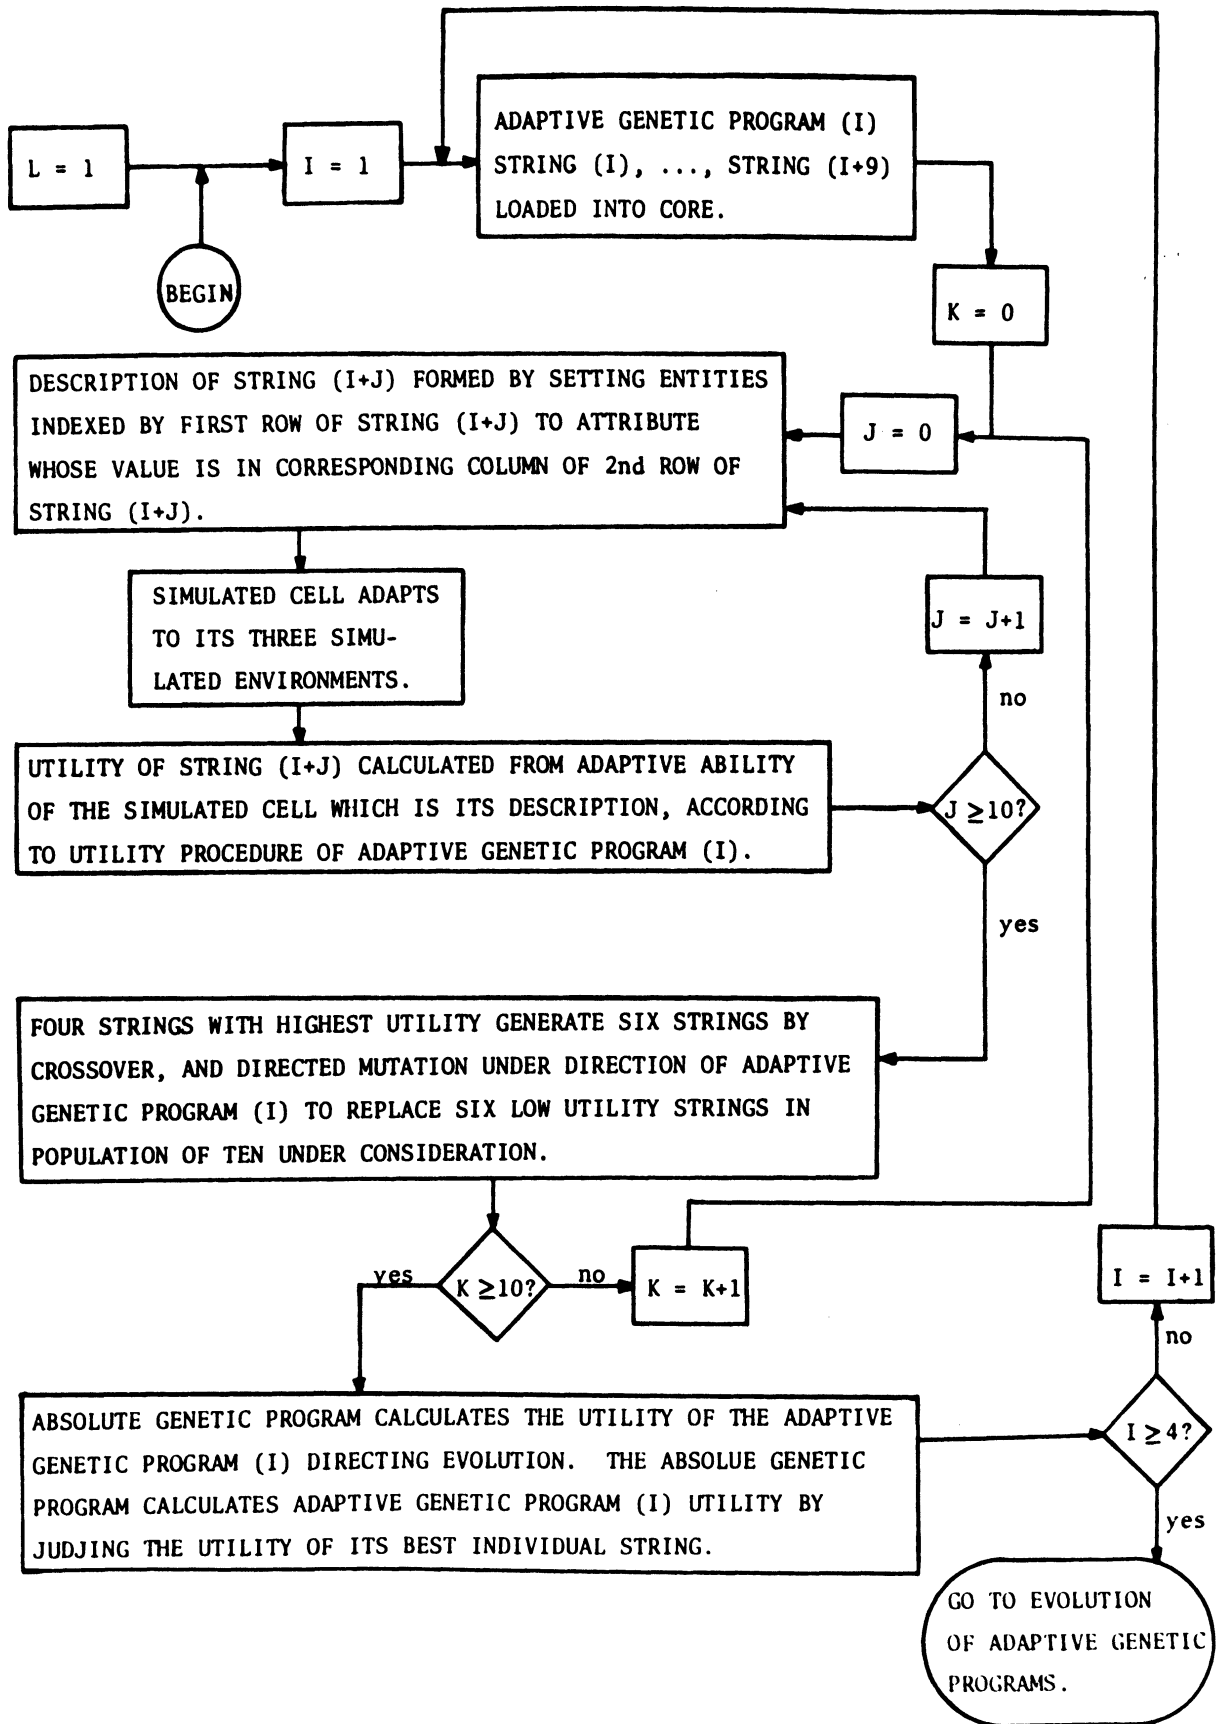 L = 1
I = 1
BEGIN
ADAPTIVE GENETIC PROGRAM (I)
STRING (I), ..., STRING (I+9)
LOADED INTO CORE.
K = 0
J = 0
DESCRIPTION OF STRING (I+J) FORMED BY SETTING ENTITIES
INDEXED BY FIRST ROW OF STRING (I+J) TO ATTRIBUTE
WHOSE VALUE IS IN CORRESPONDING COLUMN OF 2nd ROW OF
STRING (I+J).
SIMULATED CELL ADAPTS
TO ITS THREE SIMU-
LATED ENVIRONMENTS.
J = J+1
no
UTILITY OF STRING (I+J) CALCULATED FROM ADAPTIVE ABILITY
OF THE SIMULATED CELL WHICH IS ITS DESCRIPTION, ACCORDING
TO UTILITY PROCEDURE OF ADAPTIVE GENETIC PROGRAM (I).
J ≥10?
yes
FOUR STRINGS WITH HIGHEST UTILITY GENERATE SIX STRINGS BY
CROSSOVER, AND DIRECTED MUTATION UNDER DIRECTION OF ADAPTIVE
GENETIC PROGRAM (I) TO REPLACE SIX LOW UTILITY STRINGS IN
POPULATION OF TEN UNDER CONSIDERATION.
yes
K ≥10?
no
K = K+1
I = I+1
no
ABSOLUTE GENETIC PROGRAM CALCULATES THE UTILITY OF THE ADAPTIVE
GENETIC PROGRAM (I) DIRECTING EVOLUTION. THE ABSOLUE GENETIC
PROGRAM CALCULATES ADAPTIVE GENETIC PROGRAM (I) UTILITY BY
JUDJING THE UTILITY OF ITS BEST INDIVIDUAL STRING.
I ≥4?
yes
GO TO EVOLUTION
OF ADAPTIVE GENETIC
PROGRAMS.